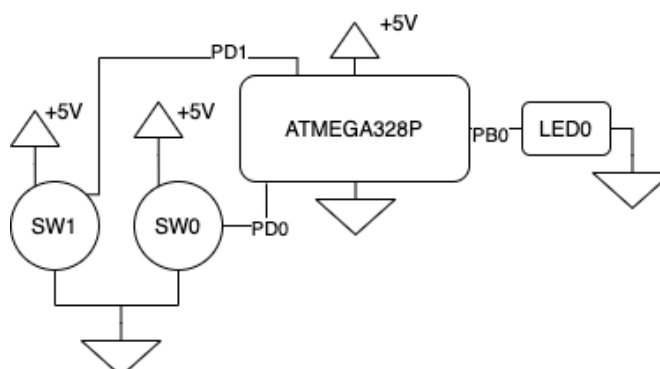 +5V
PD1
ATMEGA328P
+5V
+5V
PB0
LED0
SW1
SW0
PD0